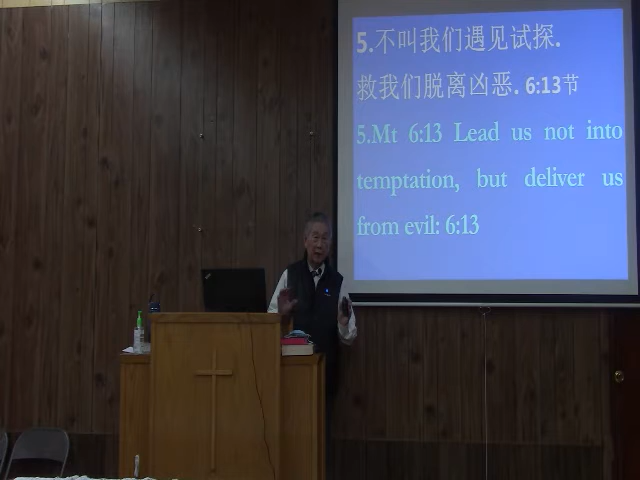 5.不叫我们遇见试探.
救我们脱离凶恶. 6:13节
5.Mt 6:13 Lead us not into
temptation, but deliver us
from evil: 6:13